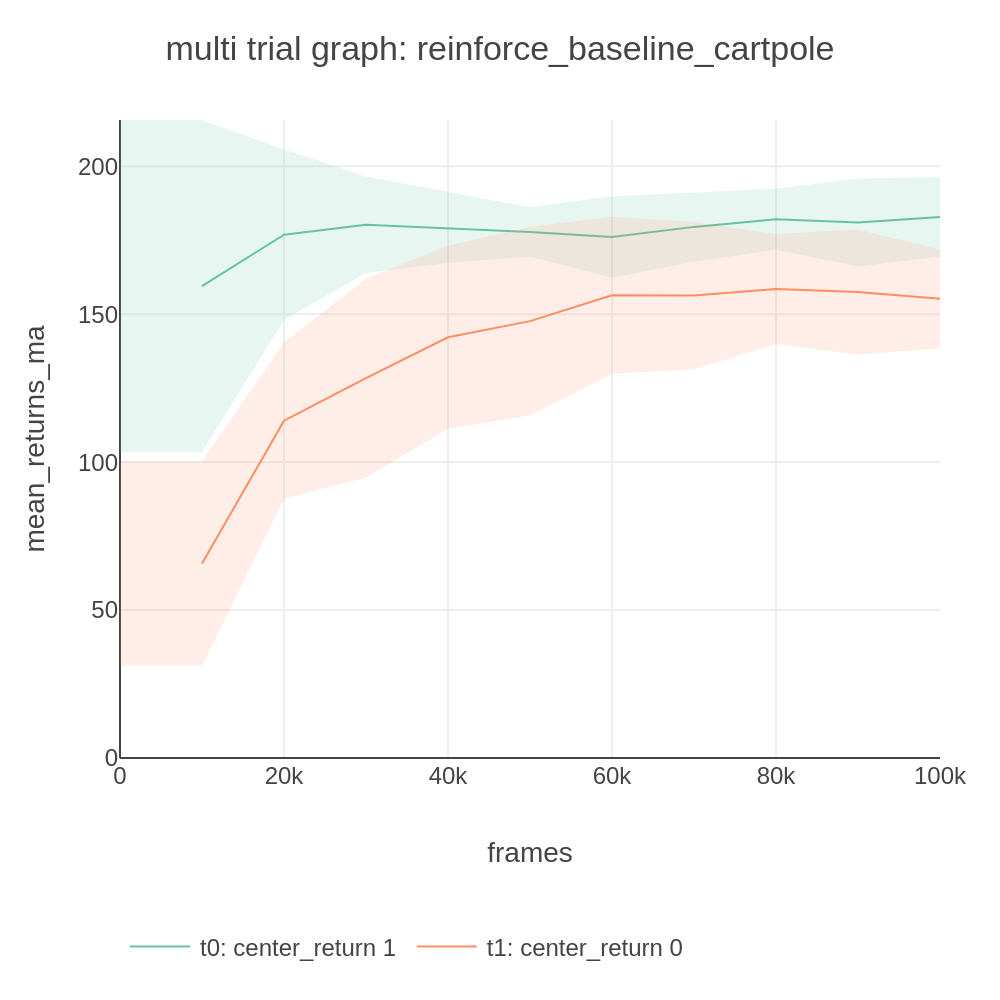 multi trial graph: reinforce_baseline_cartpole
mean_returns_ma
200
150
100
50
0
0 20k 40k 60k 80k 100k
frames
t0: center_return 1 t1: center_return 0